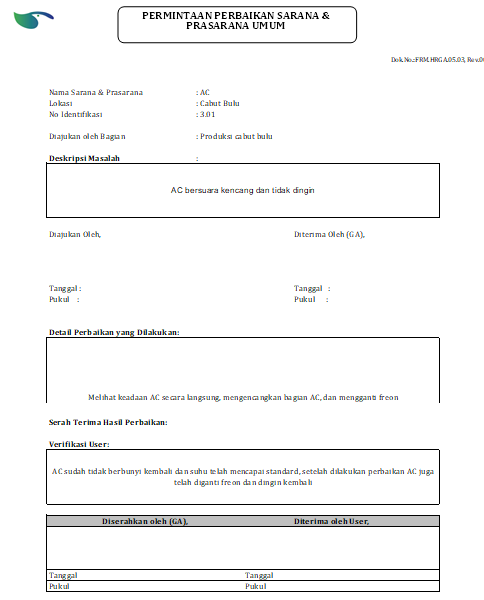 PERMINTAAN PERBAIKAN SARANA &
PRASARANA UMUM
Dok.No.:FRM.HRGA.05.03, Rev.0
Nama Sarana & Prasarana : AC
Lokasi : Cabut Bulu
No Identifikasi : 3.01
Diajukan oleh Bagian : Produksi cabut bulu
Deskripsi Masalah :
AC bersuara kencang dan tidak dingin
Diajukan Oleh, Diterima Oleh (GA),
Tanggal : Tanggal :
Pukul : Pukul :
Detail Perbaikan yang Dilakukan:
Melihat keadaan AC secara langsung, mengencangkan bagian AC, dan mengganti freon
Serah Terima Hasil Perbaikan:
Verifikasi User:
AC sudah tidak berbunyi kembali dan suhu telah mencapai standard, setelah dilakukan perbaikan AC juga
telah diganti freon dan dingin kembali
Diserahkan oleh (GA), Diterima oleh User,
Tanggal Tanggal
Pukul Pukul